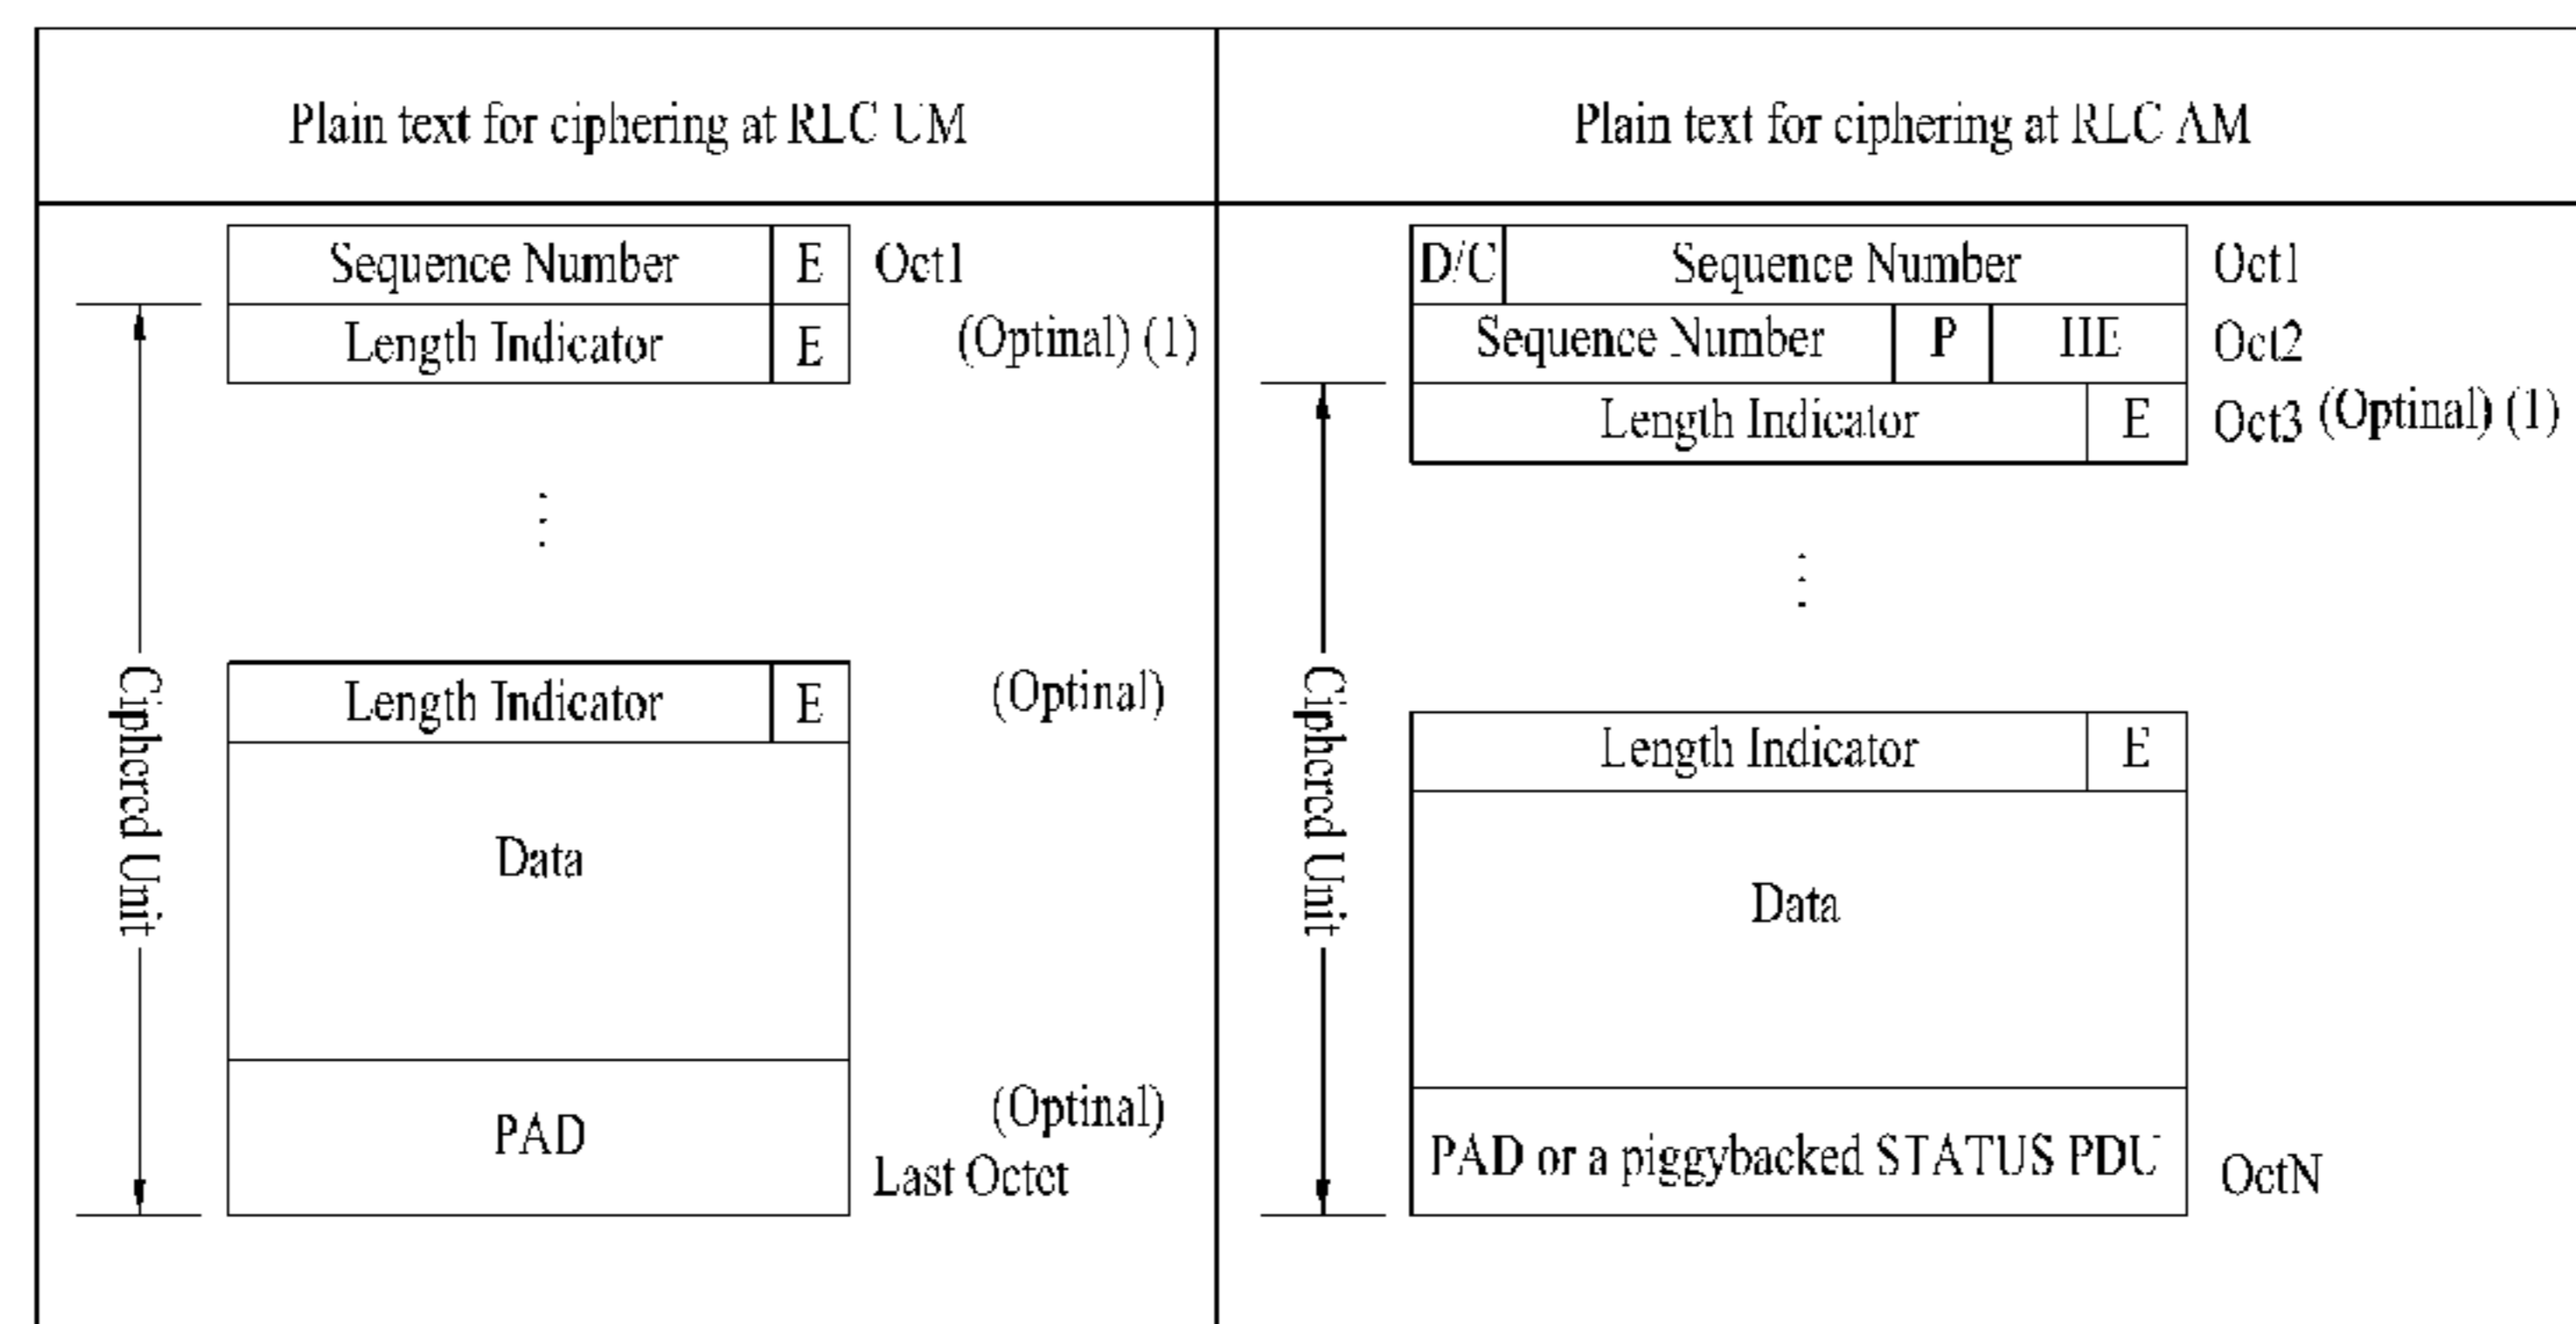 Plain text for ciphering at RLC UM
Sequence Number E Oct1
Length Indicator E (Optinal) (1)
Ciphered Unit
Length Indicator E (Optinal)
Data
PAD (Optinal)
Last Octet
Plain text for ciphering at RLC AM
D/C Sequence Number Oct1
Sequence Number P HE Oct2
Length Indicator E Oct3 (Optinal) (1)
Ciphered Unit
Length Indicator E
Data
PAD or a piggybacked STATUS PDU OctN